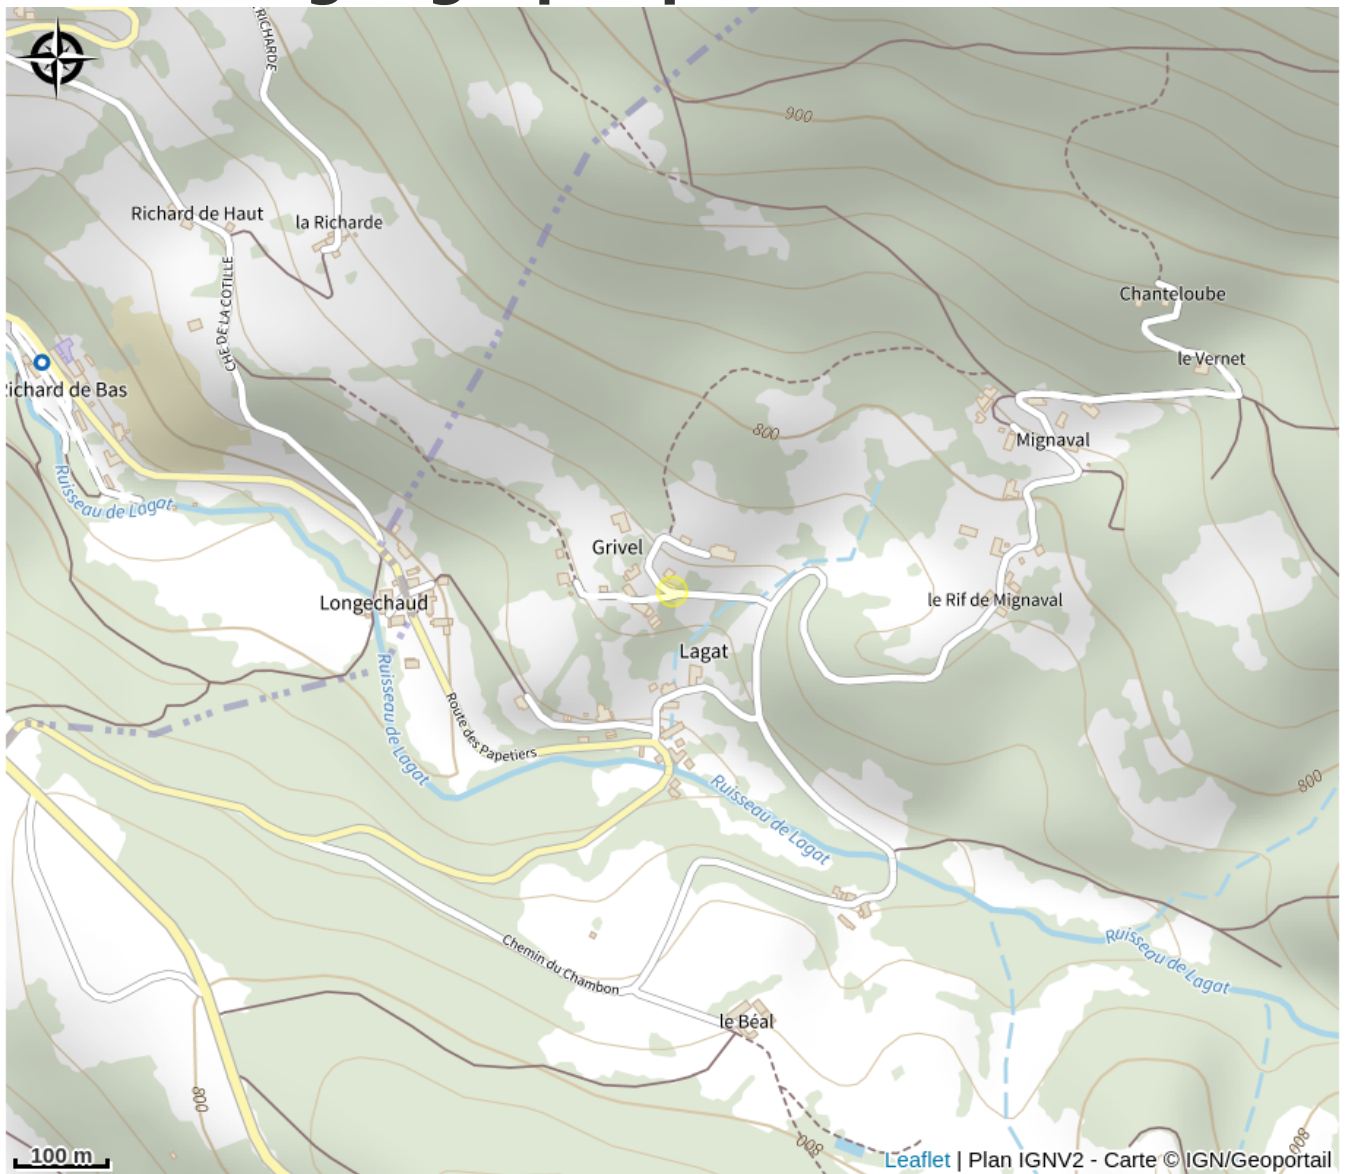 RICHARDE
900
Richard de Haut
la Richarde
CHE DE LA COTILLE
Chanteloube
le Vernet
ichard de Bas
800
Mignaval
Ruisseau de Lagat
Grivel
Longechaud
le Rif de Mignaval
Lagat
Ruisseau de Lagat
Route des Papetiers
Ruisseau de Lagat
800
Ruisseau de Lagat
Chemin du Chambon
le Béal
800
800
800
100 m
Leaflet | Plan IGNV2 - Carte © IGN/Geoportail